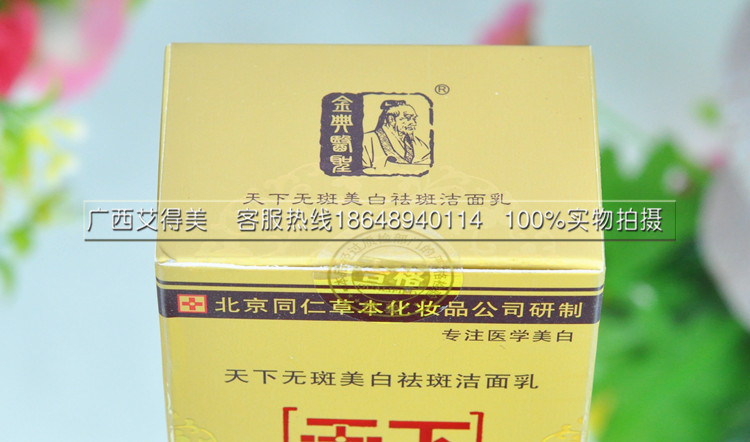 金典醫聖
®
天下无斑美白祛斑洁面乳
广西艾得美 客服热线18648940114 100%实物拍摄
合格
北京同仁草本化妆品公司研制
专注医学美白
天下无斑美白祛斑洁面乳